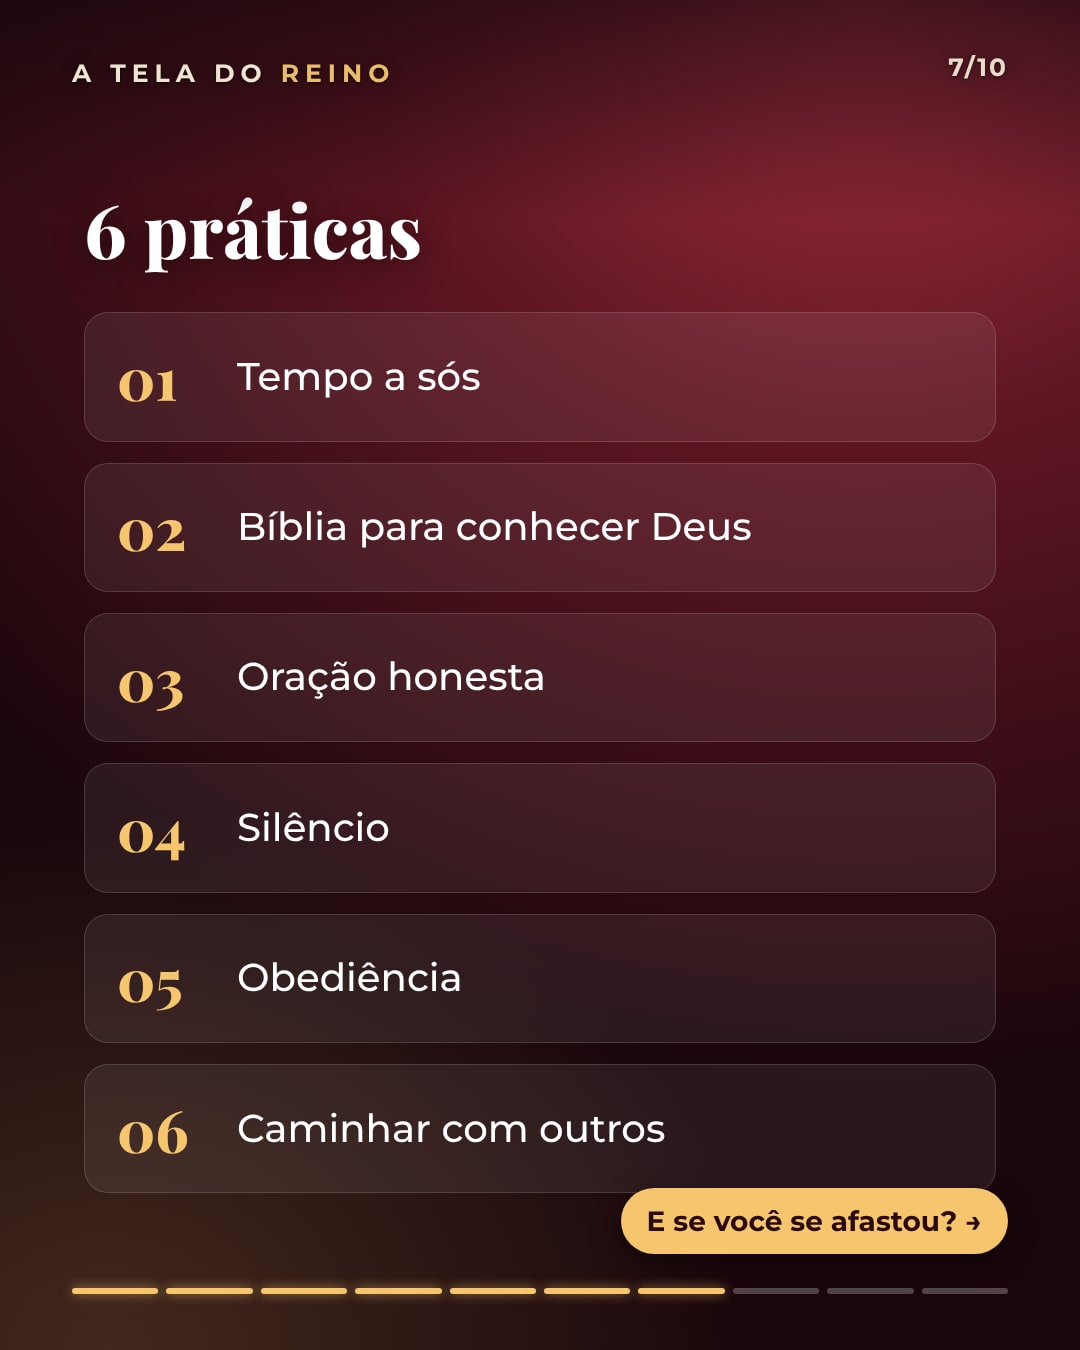 A TELA DO REINO
7/10
6 práticas
01 Tempo a sós
02 Bíblia para conhecer Deus
03 Oração honesta
04 Silêncio
05 Obediência
06 Caminhar com outros
E se você se afastou? →